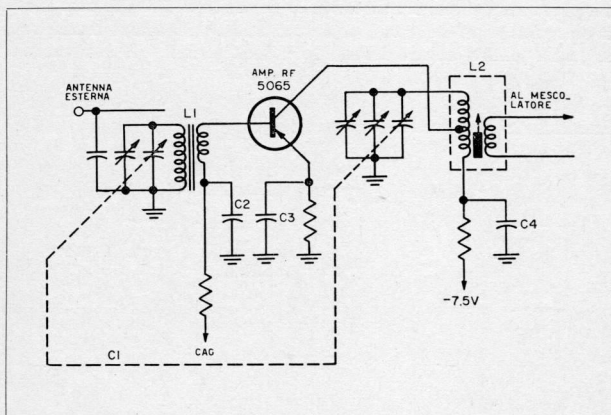 AMP. RF
5065
L2
ANTENNA
ESTERNA
L1
AL MESCO_
LATORE
C2
C3
C4
-7.5V
CAG
C1